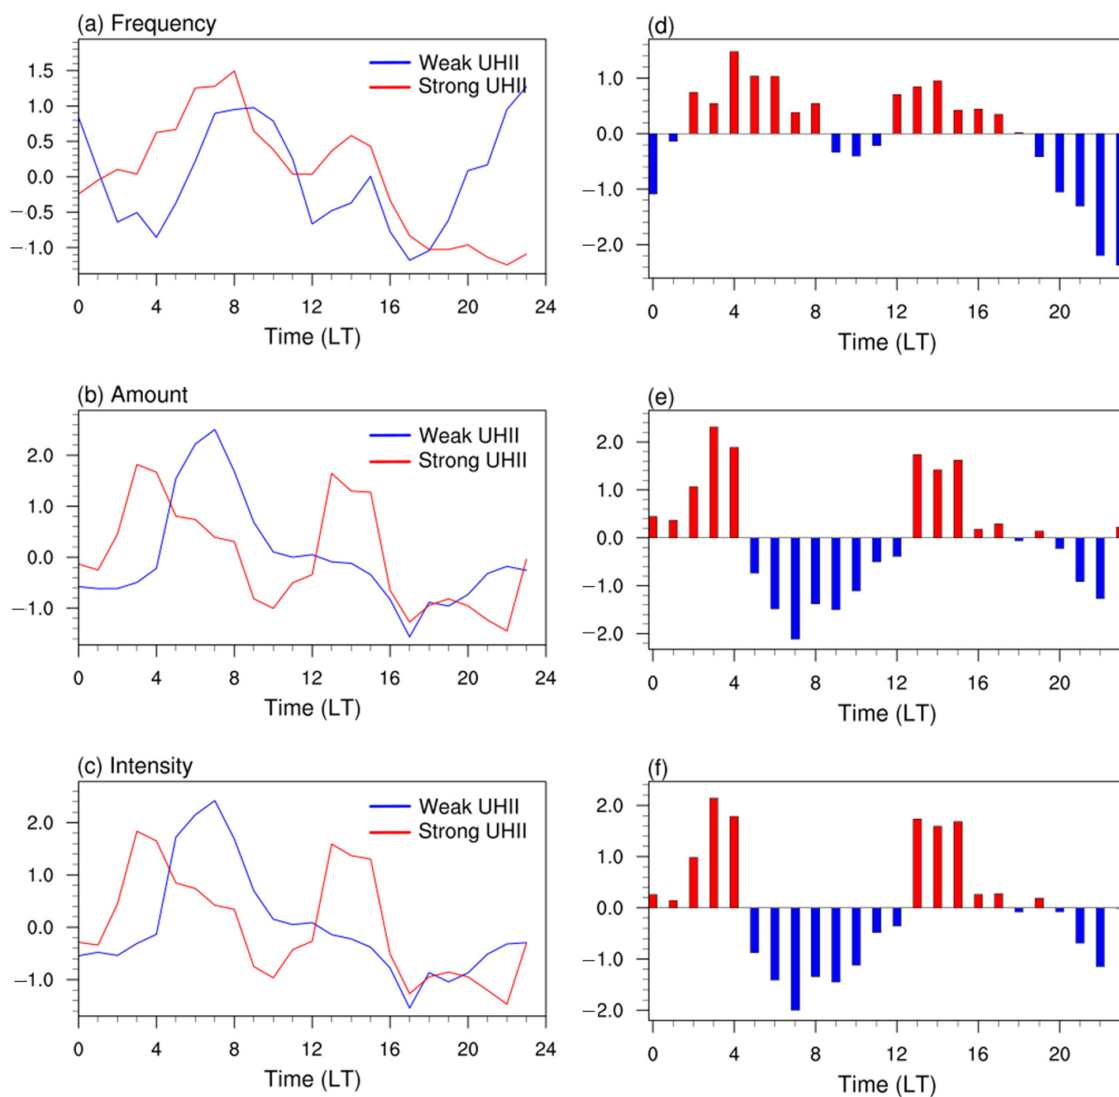 (a) Frequency
Weak UHII
Strong UHII
1.5
1.0
0.5
0.0
−0.5
−1.0
0 4 8 12 16 20 24
Time (LT)
(d)
1.0
0.0
−1.0
−2.0
0 4 8 12 16 20
Time (LT)
(b) Amount
Weak UHII
Strong UHII
2.0
1.0
0.0
−1.0
0 4 8 12 16 20 24
Time (LT)
(e)
2.0
1.0
0.0
−1.0
−2.0
0 4 8 12 16 20
Time (LT)
(c) Intensity
Weak UHII
Strong UHII
2.0
1.0
0.0
−1.0
0 4 8 12 16 20 24
Time (LT)
(f)
2.0
1.0
0.0
−1.0
−2.0
0 4 8 12 16 20
Time (LT)